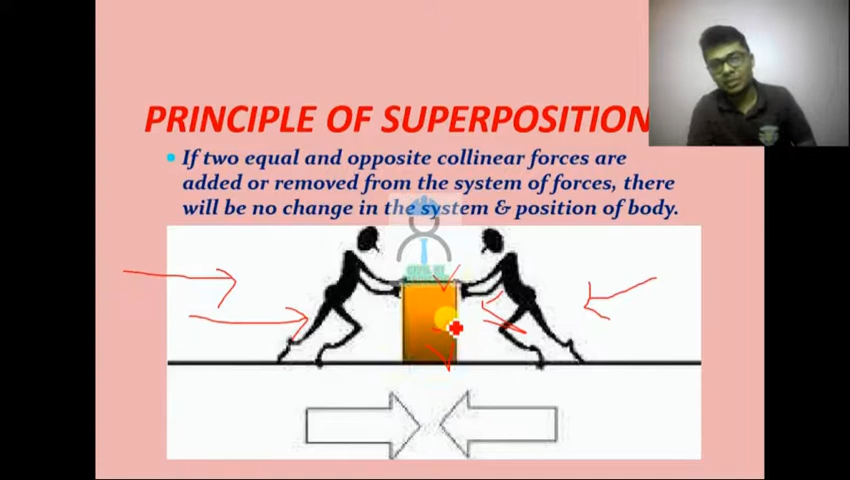 PRINCIPLE OF SUPERPOSITION
If two equal and opposite collinear forces are
added or removed from the system of forces, there
will be no change in the system & position of body.